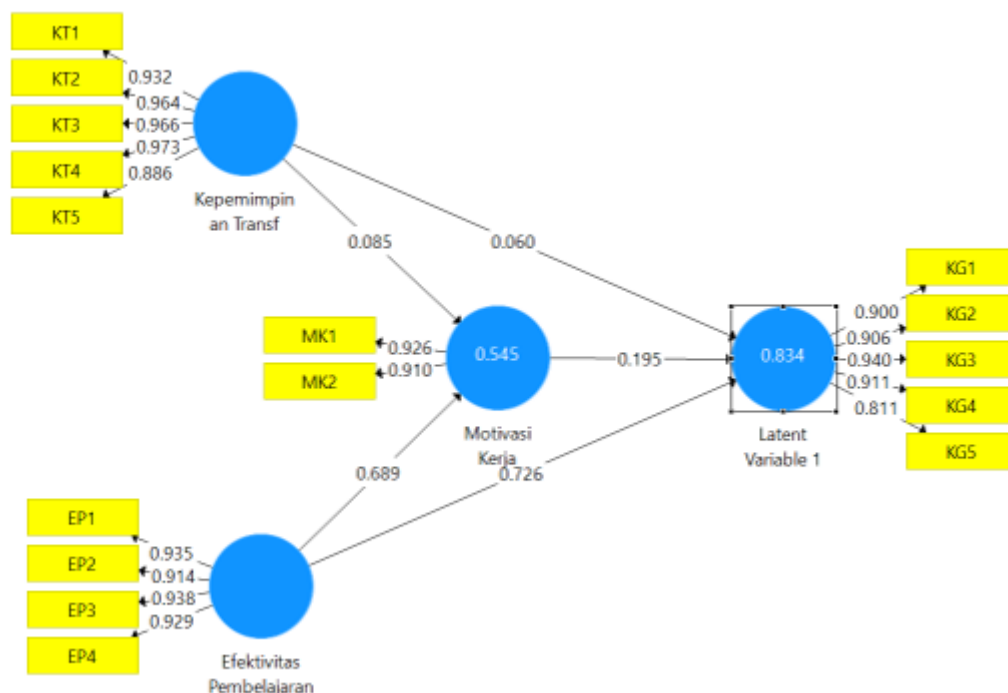 KT1
KT2
KT3
KT4
KT5
0.932
0.964
0.966
0.973
0.886
Kepemimpin
an Transf
0.085
0.060
MK1
MK2
0.926
0.910
0.545
Motivasi
Kerja
0.195
0.834
Latent
Variable 1
0.900
0.906
0.940
0.911
0.811
KG1
KG2
KG3
KG4
KG5
0.689
0.726
EP1
EP2
EP3
EP4
0.935
0.914
0.938
0.929
Efektivitas
Pembelajaran